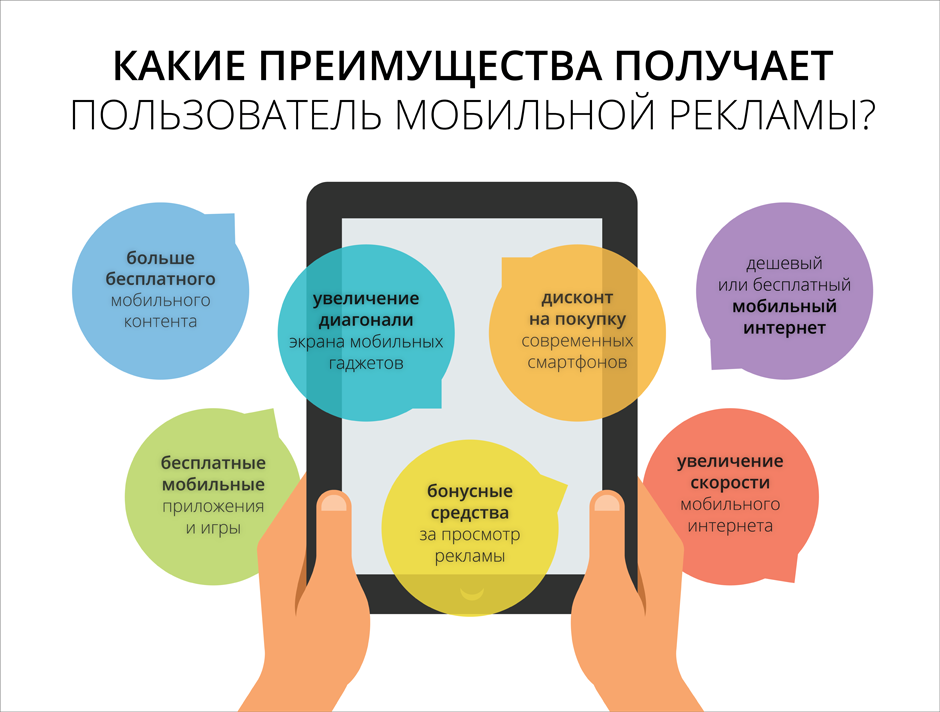 КАКИЕ ПРЕИМУЩЕСТВА ПОЛУЧАЕТ
ПОЛЬЗОВАТЕЛЬ МОБИЛЬНОЙ РЕКЛАМЫ?
больше
бесплатного
мобильного
контента
увеличение
диагонали
экрана мобильных
гаджетов
дисконт
на покупку
современных
смартфонов
дешевый
или бесплатный
мобильный
интернет
бесплатные
мобильные
приложения
и игры
бонусные
средства
за просмотр
рекламы
увеличение
скорости
мобильного
интернета